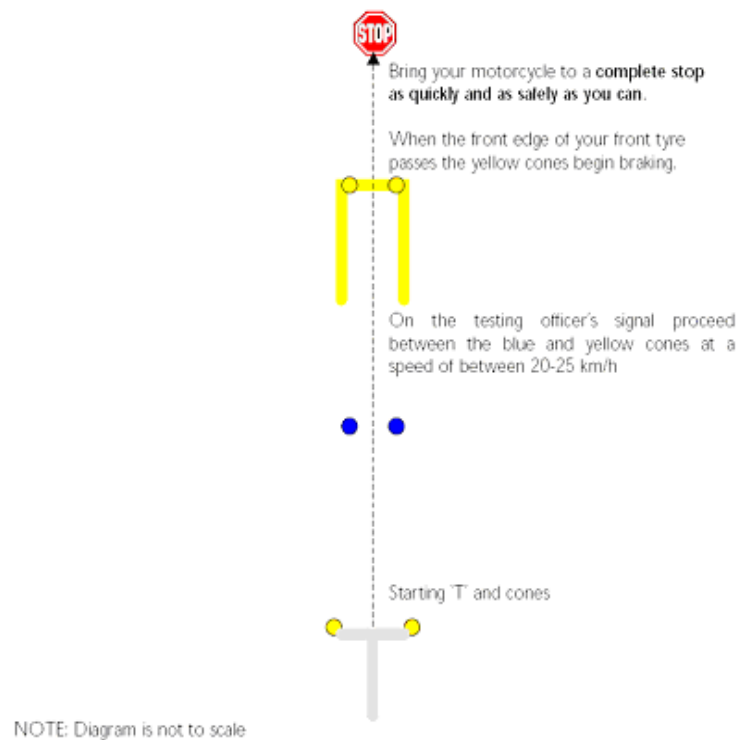 STOP
Bring your motorcycle to a complete stop
as quickly and as safely as you can.
When the front edge of your front tyre
passes the yellow cones begin braking.
On the testing officer's signal proceed
between the blue and yellow cones at a
speed of between 20-25 km/h
Starting 'T' and cones
NOTE: Diagram is not to scale